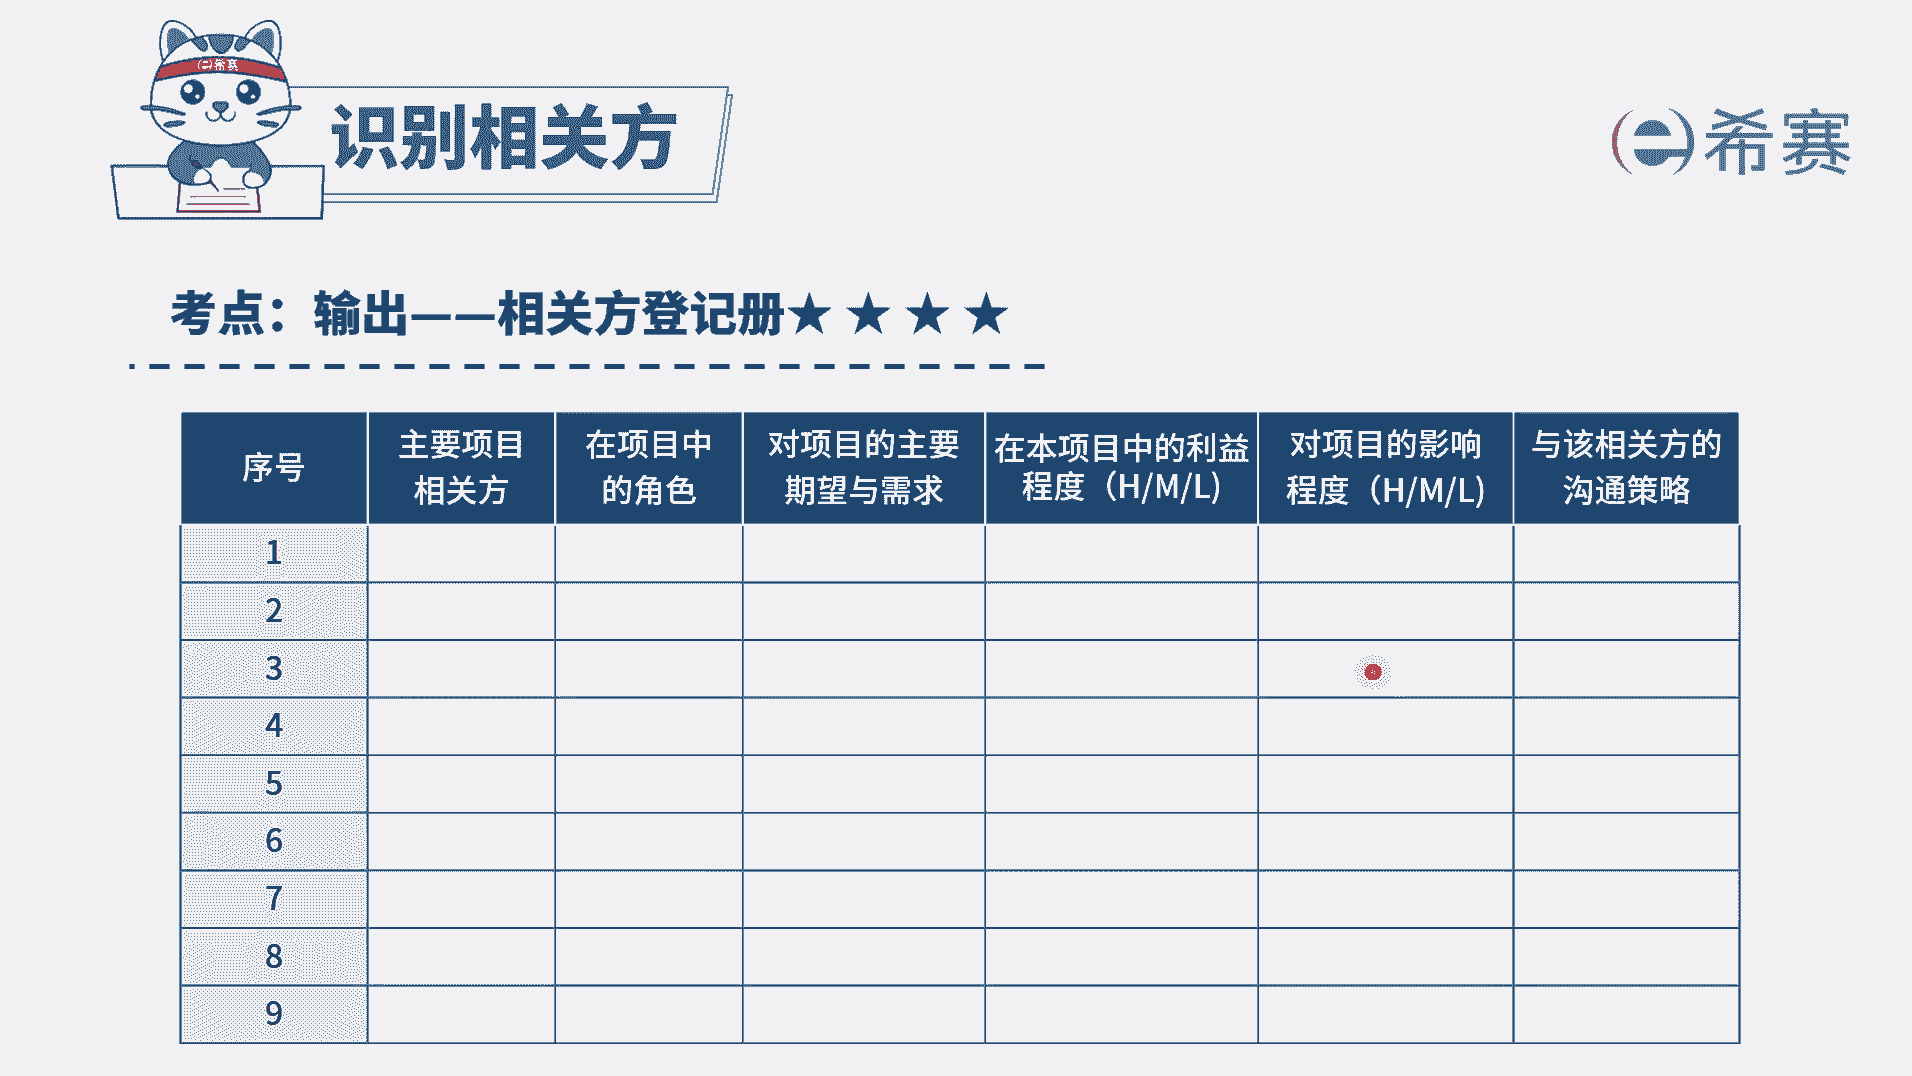 希赛
识别相关方
希赛
考点：输出——相关方登记册★ ★ ★ ★
序号
主要项目
相关方
在项目中
的角色
对项目的主要
期望与需求
在本项目中的利益
程度（H/M/L)
对项目的影响
程度（H/M/L)
与该相关方的
沟通策略
1
2
3
4
5
6
7
8
9